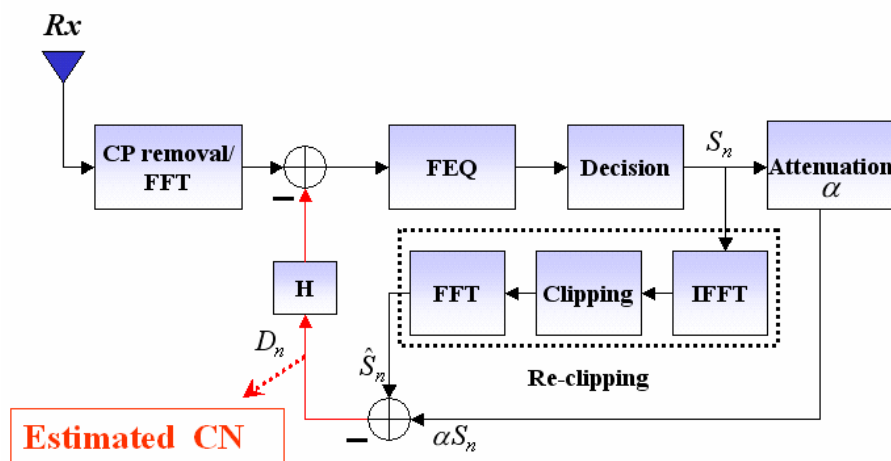 Rx
CP removal/
FFT
FEQ
Decision
Sₙ
Attenuation
α
−
H
FFT
Clipping
IFFT
Dₙ
Ŝₙ
Re-clipping
−
αSₙ
Estimated CN